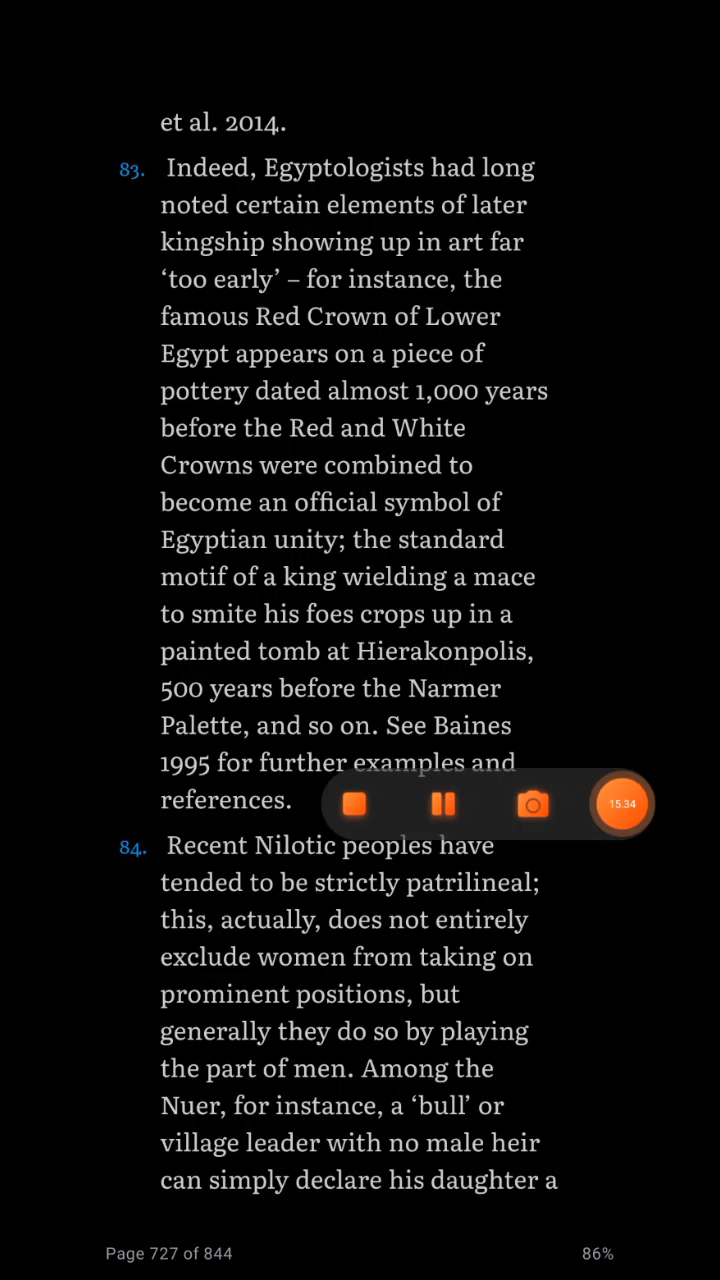 et al. 2014.
83. Indeed, Egyptologists had long
noted certain elements of later
kingship showing up in art far
‘too early’ – for instance, the
famous Red Crown of Lower
Egypt appears on a piece of
pottery dated almost 1,000 years
before the Red and White
Crowns were combined to
become an official symbol of
Egyptian unity; the standard
motif of a king wielding a mace
to smite his foes crops up in a
painted tomb at Hierakonpolis,
500 years before the Narmer
Palette, and so on. See Baines
1995 for further examples and
references.
15:34
84. Recent Nilotic peoples have
tended to be strictly patrilineal;
this, actually, does not entirely
exclude women from taking on
prominent positions, but
generally they do so by playing
the part of men. Among the
Nuer, for instance, a ‘bull’ or
village leader with no male heir
can simply declare his daughter a
Page 727 of 844
86%